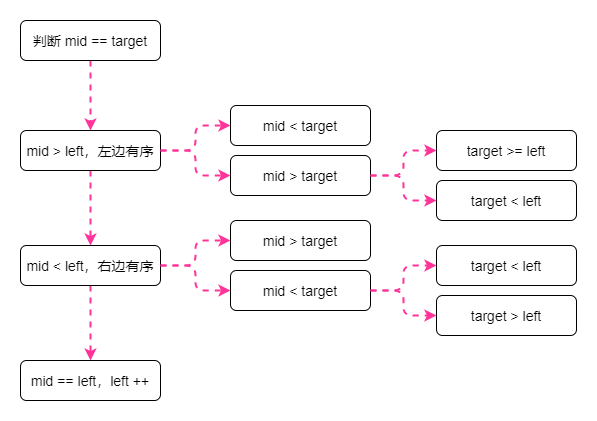 判断 mid == target
mid > left，左边有序
mid < target
mid > target
target >= left
target < left
mid < left，右边有序
mid > target
mid < target
target < left
target > left
mid == left，left ++